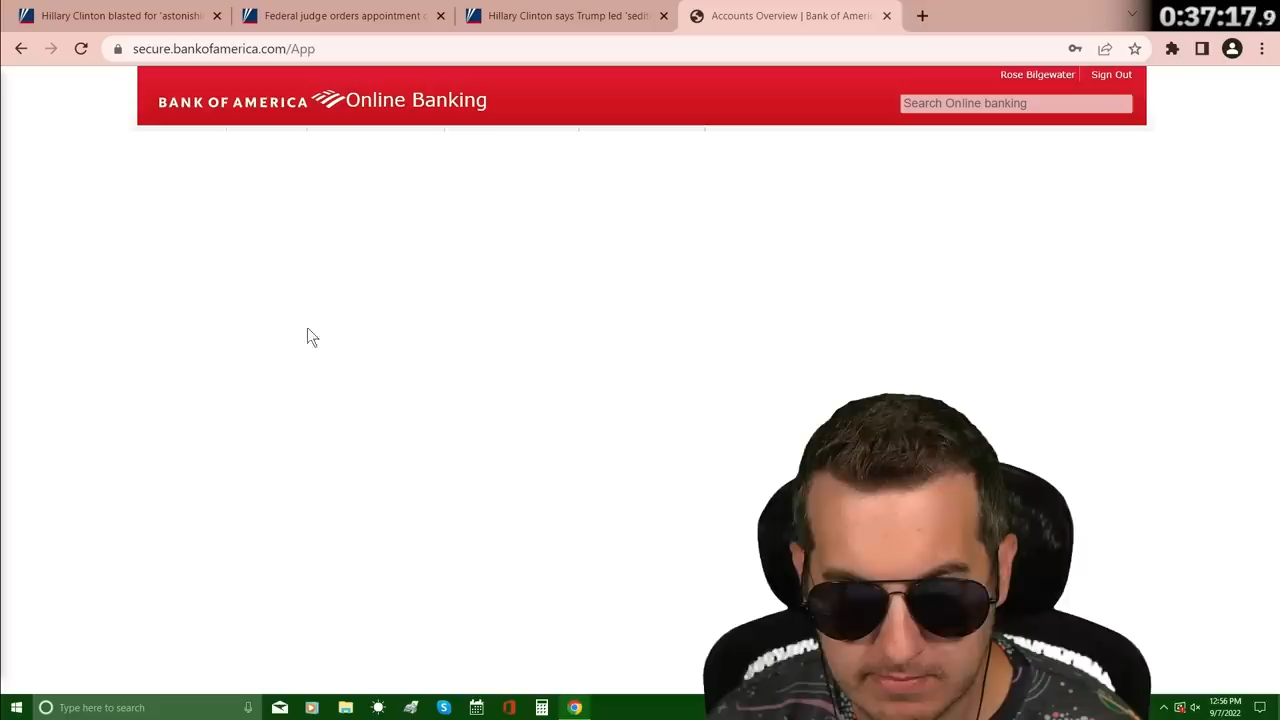 Hillary Clinton blasted for 'astonishi
Federal judge orders appointment o
Hillary Clinton says Trump led 'sedit
Accounts Overview | Bank of Americ
0:37:17.9
secure.bankofamerica.com/App
Rose Bilgewater
Sign Out
BANK OF AMERICA Online Banking
Search Online banking
Type here to search
12:56 PM
9/7/2022